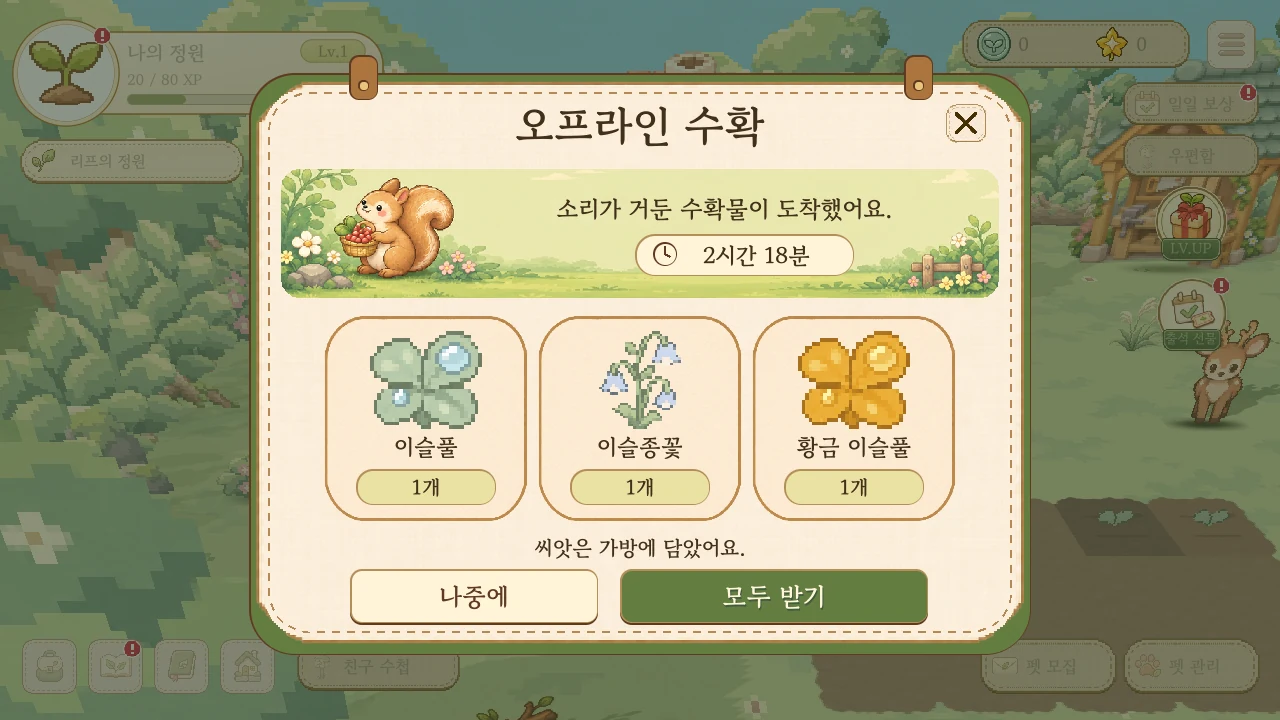 나의 정원
Lv.1
20 / 80 XP
0
0
리프의 정원
일일 보상
우편함
LV.UP
추석 선물
오프라인 수확
소리가 거둔 수확물이 도착했어요.
2시간 18분
이슬풀
이슬종꽃
황금 이슬풀
1개
1개
1개
씨앗은 가방에 담았어요.
나중에
모두 받기
친구 수첩
펫 모집
펫 관리